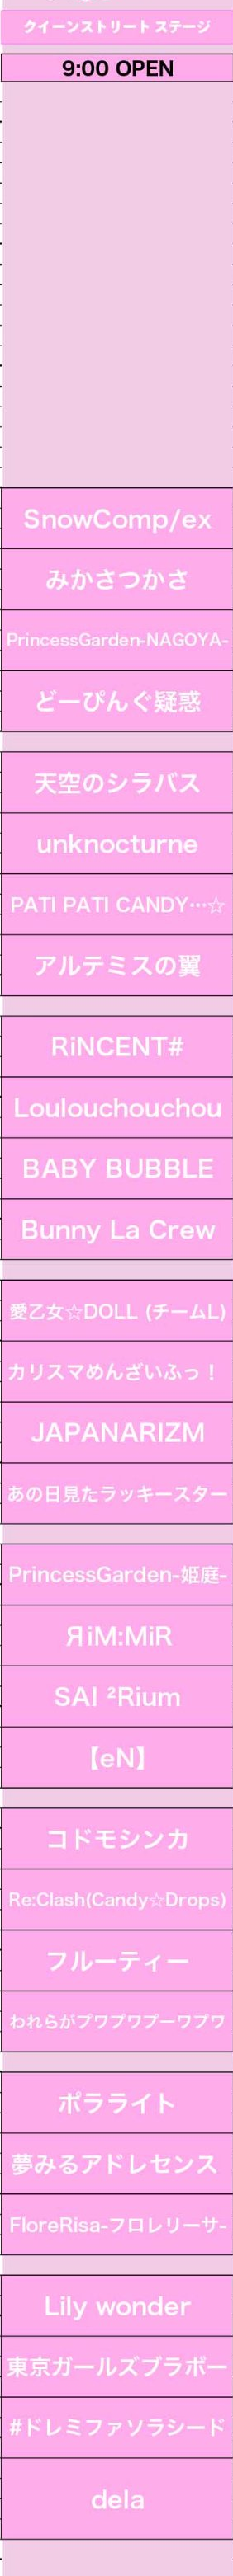 クイーンストリート ステージ
9:00 OPEN
SnowComp/ex
みかさつかさ
PrincessGarden-NAGOYA-
どーぴんぐ疑惑
天空のシラバス
unknocturne
PATI PATI CANDY…☆
アルテミスの翼
RiNCENT#
Loulouchouchou
BABY BUBBLE
Bunny La Crew
愛乙女☆DOLL (チームL)
カリスマめんざいふっ！
JAPANARIZM
あの日見たラッキースター
PrincessGarden-姫庭-
ЯiM:MiR
SAI ²Rium
【eN】
コドモシンカ
Re:Clash(Candy☆Drops)
フルーティー
われらがプワプワプーワプワ
ポラライト
夢みるアドレセンス
FloreRisa-フロレリーサ-
Lily wonder
東京ガールズブラボー
#ドレミファソラシード
dela